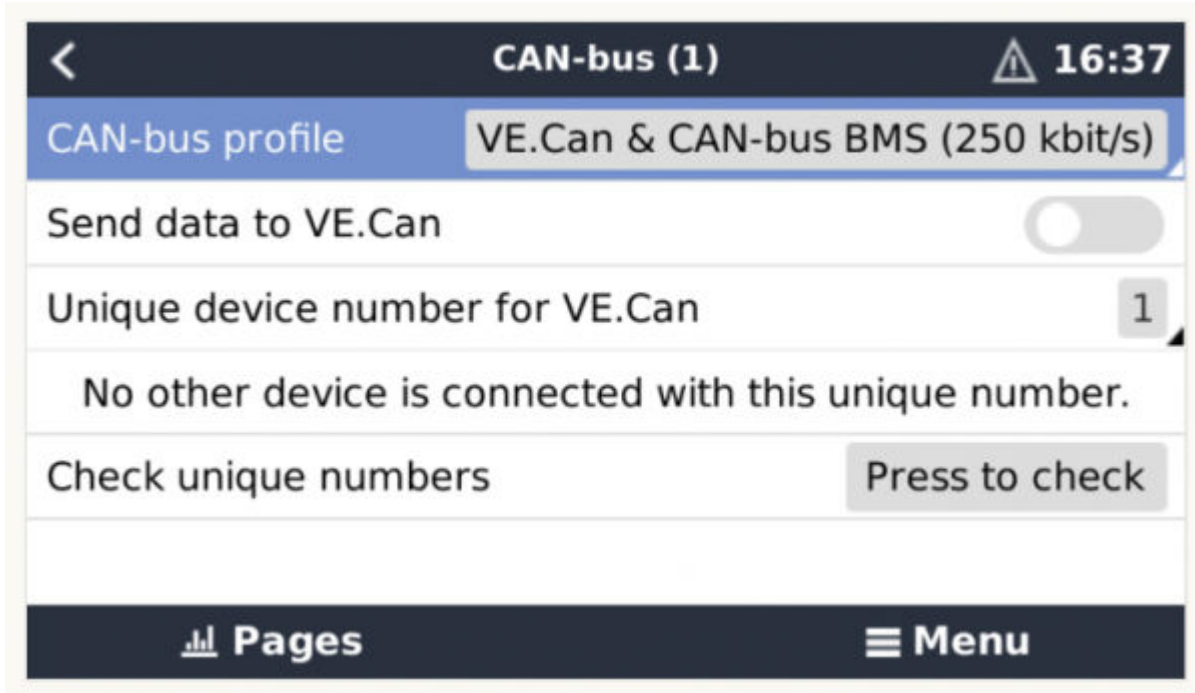 CAN-bus (1) 16:37
CAN-bus profile VE.Can & CAN-bus BMS (250 kbit/s)
Send data to VE.Can
Unique device number for VE.Can 1
No other device is connected with this unique number.
Check unique numbers Press to check
Pages Menu